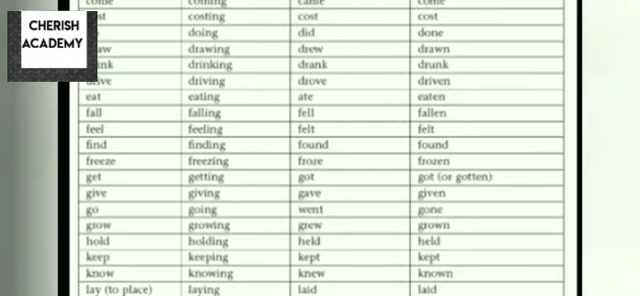 come coming came come
CHERISH
ACADEMY
costing cost cost
doing did done
drawing drew drawn
drinking drank drunk
driving drove driven
eat eating ate eaten
fall falling fell fallen
feel feeling felt felt
find finding found found
freeze freezing froze frozen
get getting got got (or gotten)
give giving gave given
go going went gone
grow growing grew grown
hold holding held held
keep keeping kept kept
know knowing knew known
lay (to place) laying laid laid